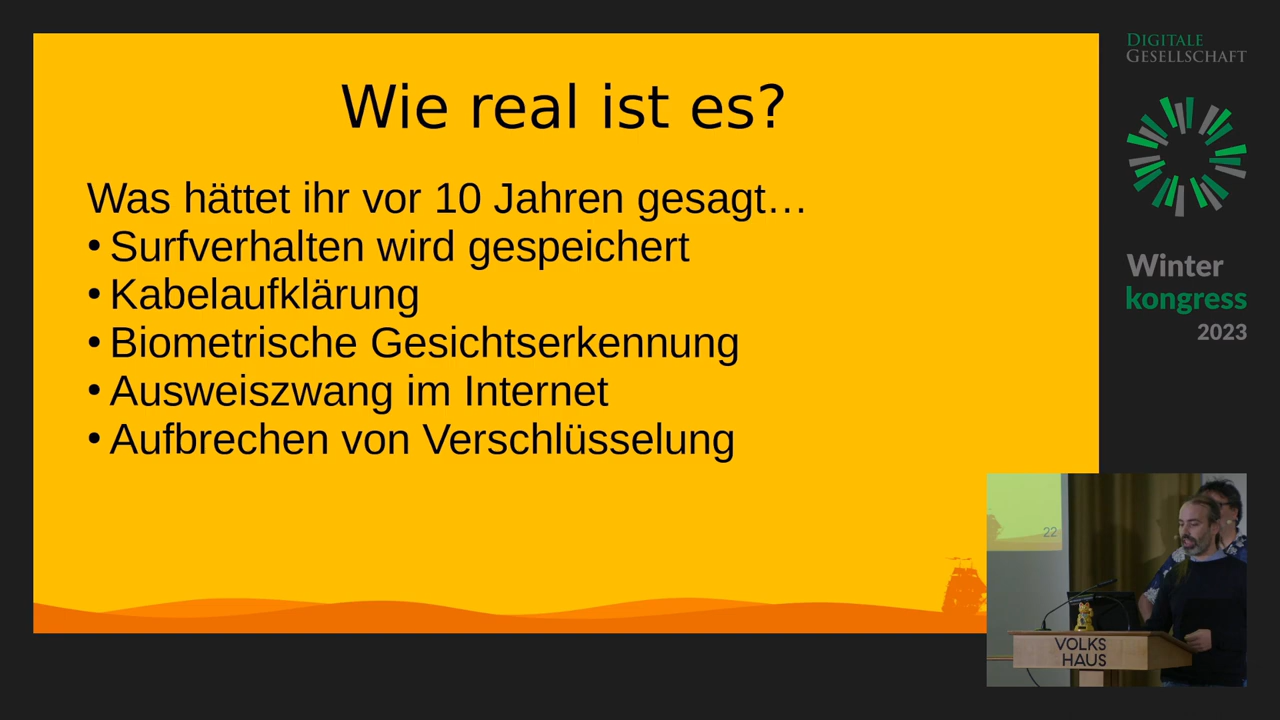 Wie real ist es?
Was hättet ihr vor 10 Jahren gesagt…
• Surfverhalten wird gespeichert
• Kabelaufklärung
• Biometrische Gesichtserkennung
• Ausweiszwang im Internet
• Aufbrechen von Verschlüsselung
DIGITALE
GESELLSCHAFT
Winter
kongress
2023
22
VOLKS
HAUS